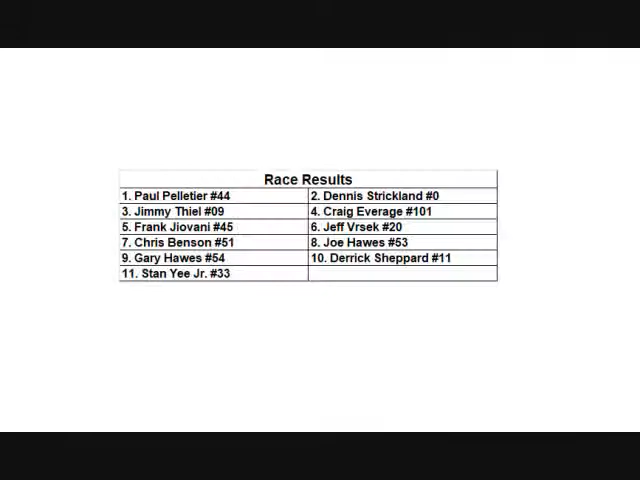 Race Results
1. Paul Pelletier #44 2. Dennis Strickland #0
3. Jimmy Thiel #09 4. Craig Everage #101
5. Frank Jiovani #45 6. Jeff Vrsek #20
7. Chris Benson #51 8. Joe Hawes #53
9. Gary Hawes #54 10. Derrick Sheppard #11
11. Stan Yee Jr. #33